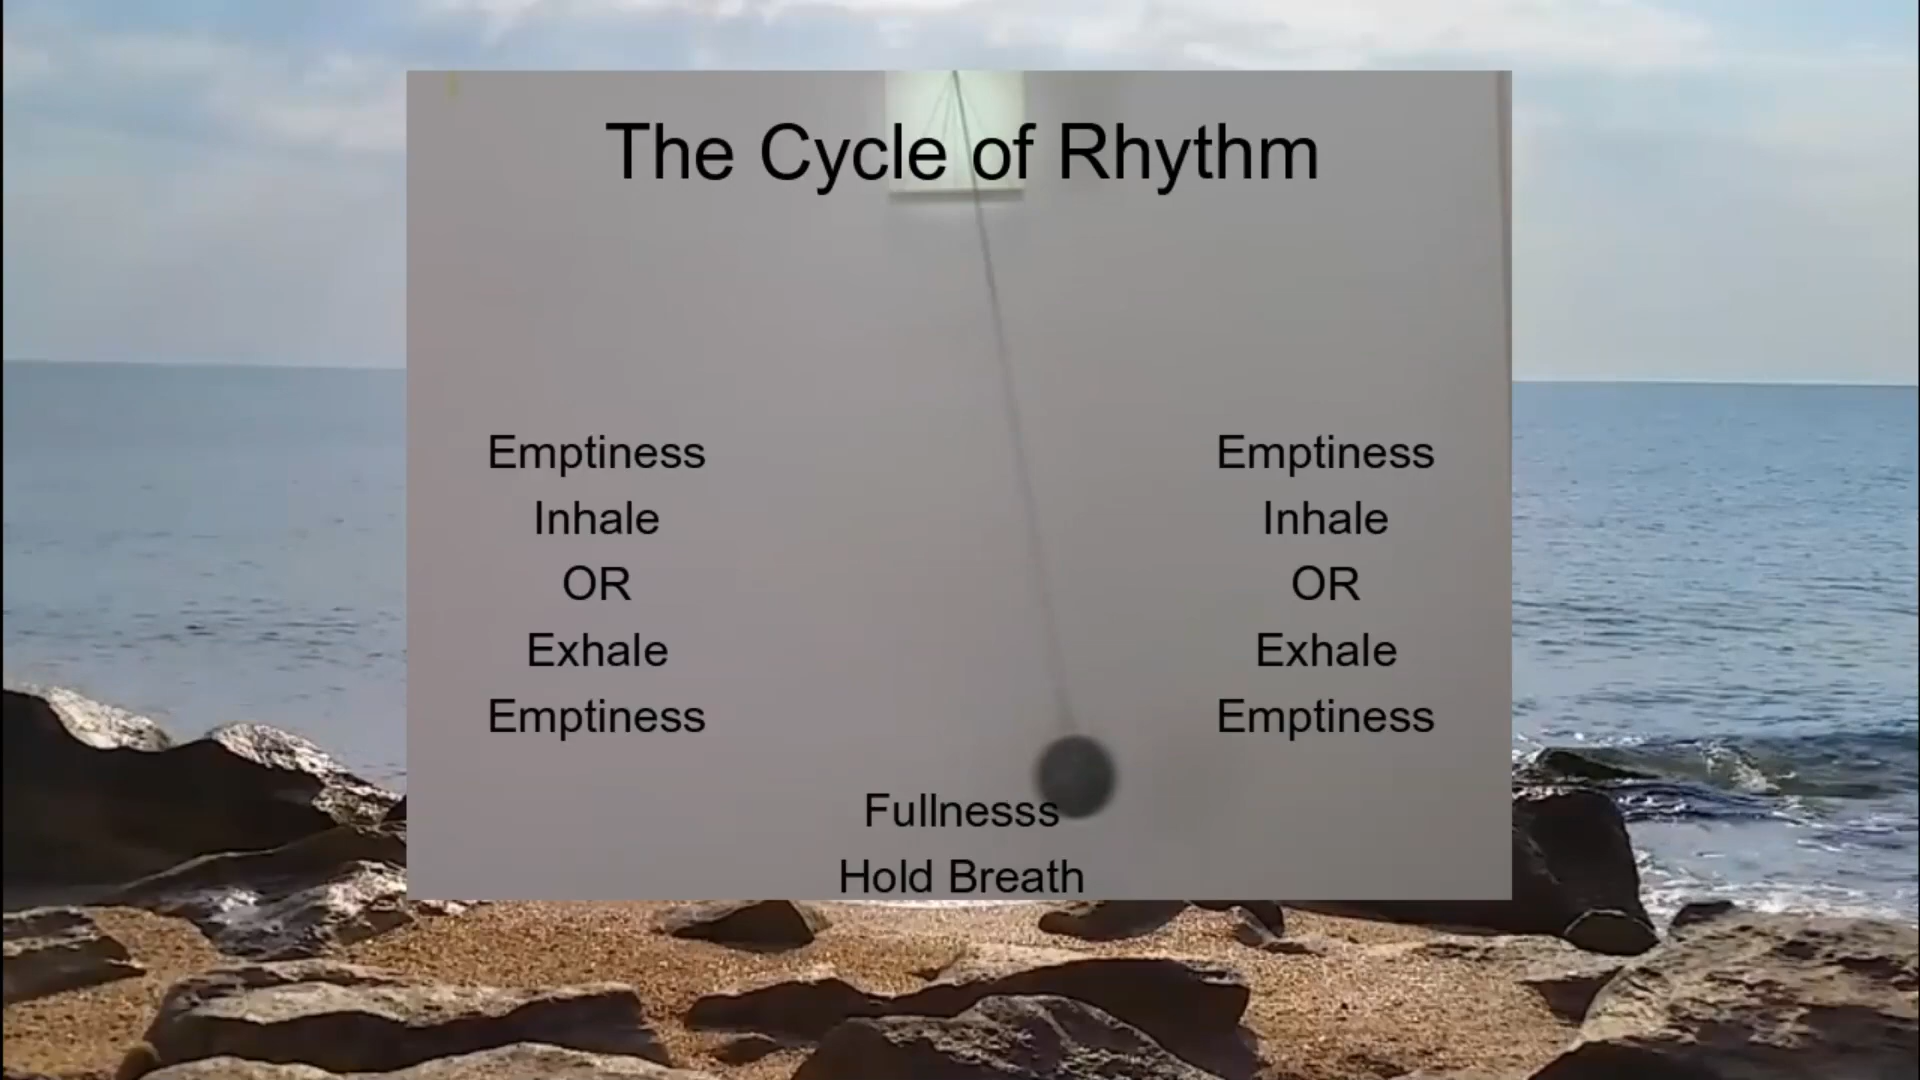 The Cycle of Rhythm
Emptiness
Inhale
OR
Exhale
Emptiness
Emptiness
Inhale
OR
Exhale
Emptiness
Fullnesss
Hold Breath